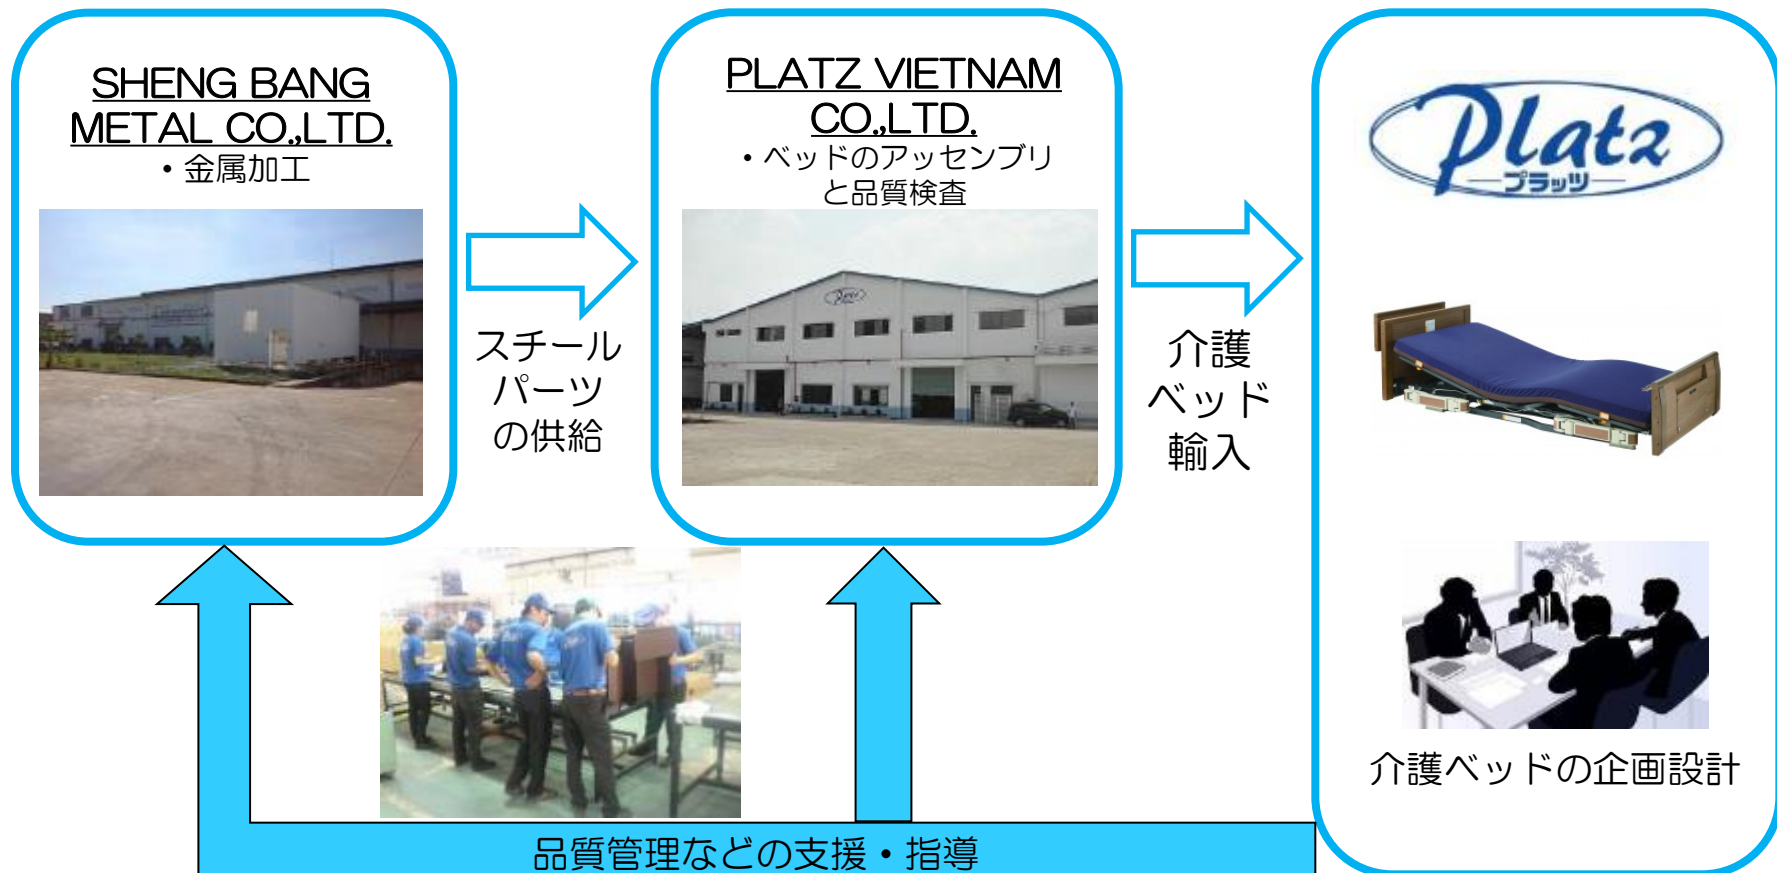 SHENG BANG
METAL CO.,LTD.
・金属加工
スチール
パーツ
の供給
PLATZ VIETNAM
CO.,LTD.
・ベッドのアッセンブリ
と品質検査
Platz
介護
ベッド
輸入
Platz
プラッツ
介護ベッドの企画設計
品質管理などの支援・指導